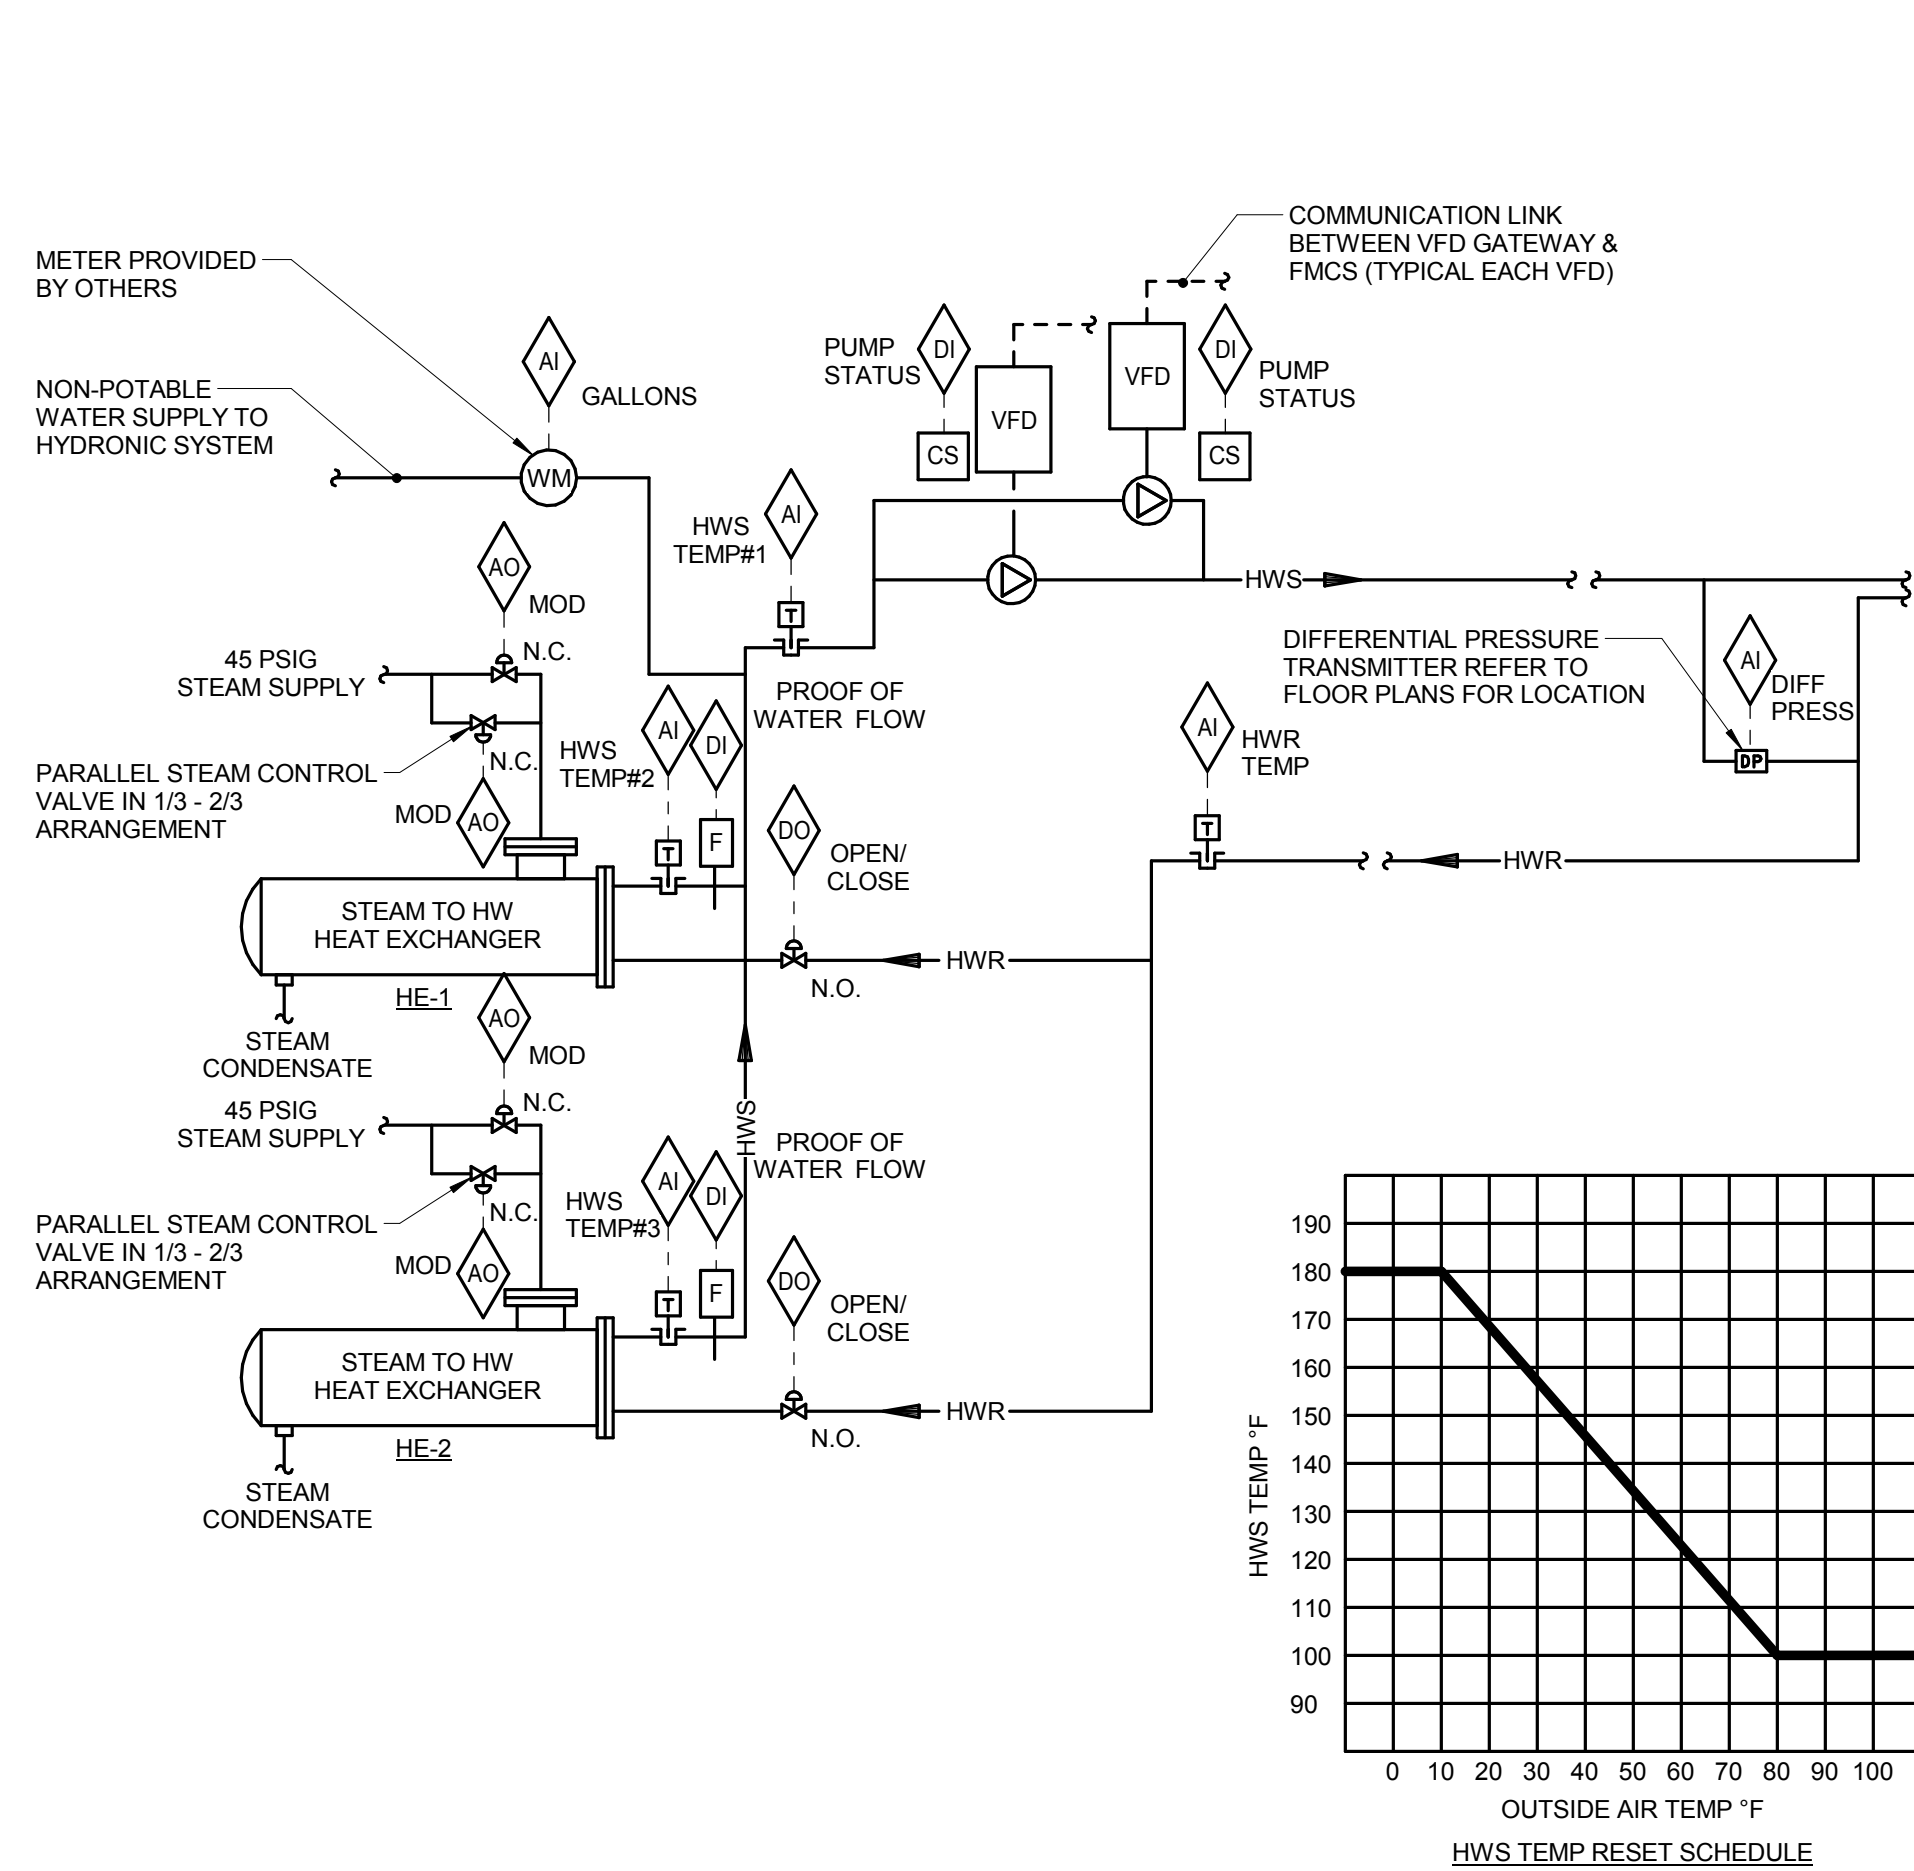 COMMUNICATION LINK
BETWEEN VFD GATEWAY &
FMCS (TYPICAL EACH VFD)
METER PROVIDED
BY OTHERS
AI
GALLONS
NON-POTABLE
WATER SUPPLY TO
HYDRONIC SYSTEM
WM
PUMP
STATUS
DI
CS
VFD
VFD
DI
PUMP
STATUS
CS
HWS
TEMP#1
AI
T
HWS
AO
MOD
N.C.
45 PSIG
STEAM SUPPLY
N.C.
PARALLEL STEAM CONTROL
VALVE IN 1/3 - 2/3
ARRANGEMENT
MOD
AO
HWS
TEMP#2
AI
T
DI
F
PROOF OF
WATER FLOW
DO
OPEN/
CLOSE
AI
HWR
TEMP
T
DIFFERENTIAL PRESSURE
TRANSMITTER REFER TO
FLOOR PLANS FOR LOCATION
AI
DIFF
PRESS
DP
HWR
STEAM TO HW
HEAT EXCHANGER
HE-1
HWR
N.O.
STEAM
CONDENSATE
AO
MOD
N.C.
45 PSIG
STEAM SUPPLY
N.C.
PARALLEL STEAM CONTROL
VALVE IN 1/3 - 2/3
ARRANGEMENT
MOD
AO
HWS
HWS
TEMP#3
AI
T
DI
F
PROOF OF
WATER FLOW
DO
OPEN/
CLOSE
STEAM TO HW
HEAT EXCHANGER
HE-2
HWR
N.O.
STEAM
CONDENSATE
HWS TEMP °F
190
180
170
160
150
140
130
120
110
100
90
0 10 20 30 40 50 60 70 80 90 100
OUTSIDE AIR TEMP °F
HWS TEMP RESET SCHEDULE